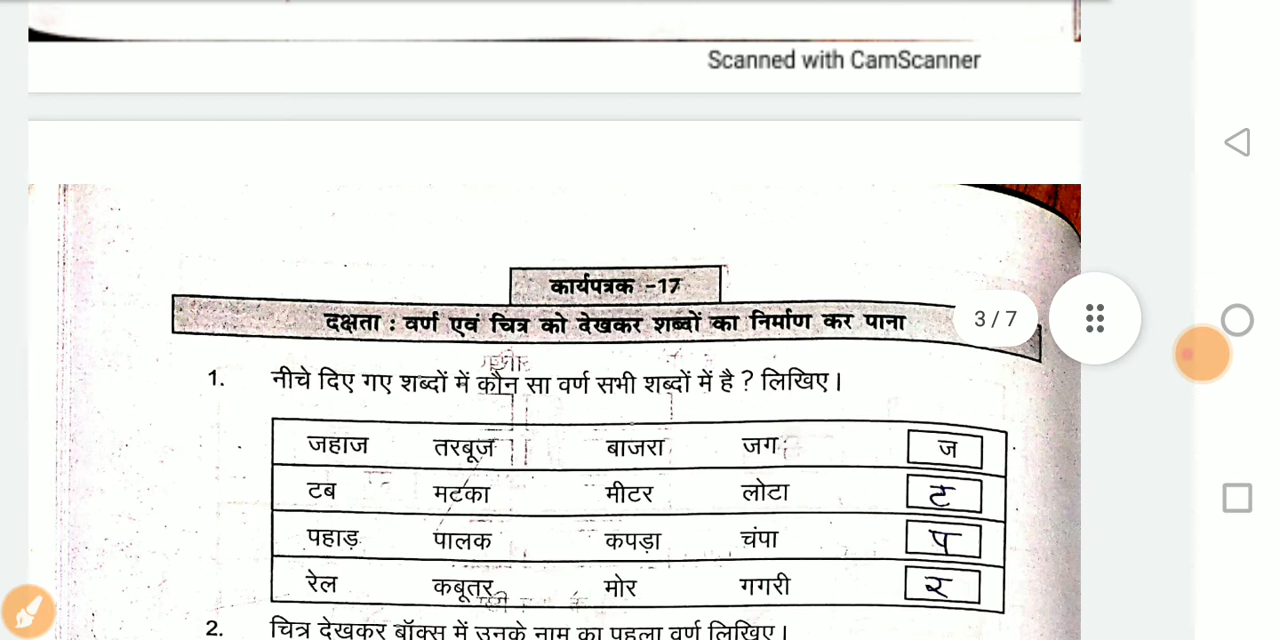 Scanned with CamScanner
कार्यपत्रक -17
दक्षता : वर्ण एवं चित्र को देखकर शब्दों का निर्माण कर पाना
3 / 7
1. नीचे दिए गए शब्दों में कौन सा वर्ण सभी शब्दों में है ? लिखिए।
जहाज तरबूज बाजरा जग ज
टब मटका मीटर लोटा ट
पहाड़ पालक कपड़ा चंपा प
रेल कबूतर मोर गगरी र
2. चित्र देखकर बॉक्स में उनके नाम का पहला वर्ण लिखिए।